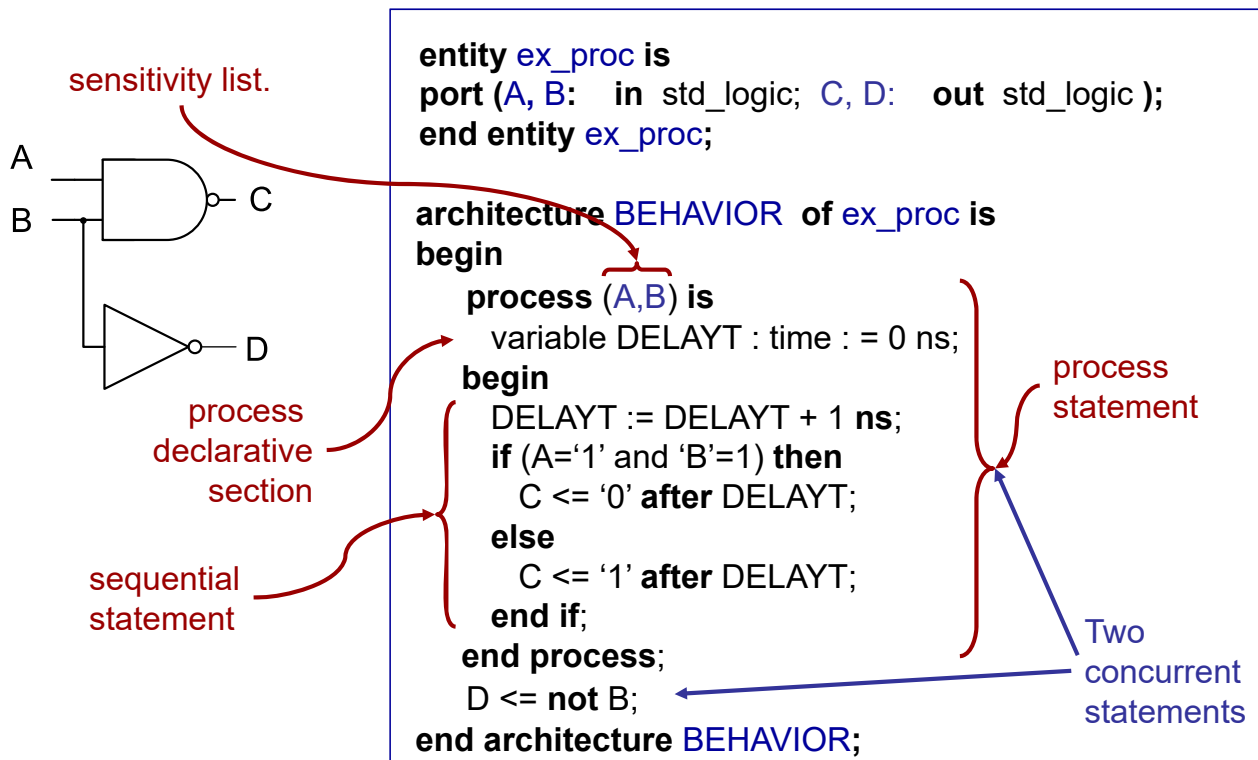 sensitivity list.
A
B
C
D
process
declarative
section
sequential
statement
entity ex_proc is
port (A, B: in std_logic; C, D: out std_logic );
end entity ex_proc;
architecture BEHAVIOR of ex_proc is
begin
process (A,B) is
variable DELAYT : time : = 0 ns;
begin
DELAYT := DELAYT + 1 ns;
if (A=‘1’ and ‘B’=1) then
C <= ‘0’ after DELAYT;
else
C <= ‘1’ after DELAYT;
end if;
end process;
D <= not B;
end architecture BEHAVIOR;
process
statement
Two
concurrent
statements